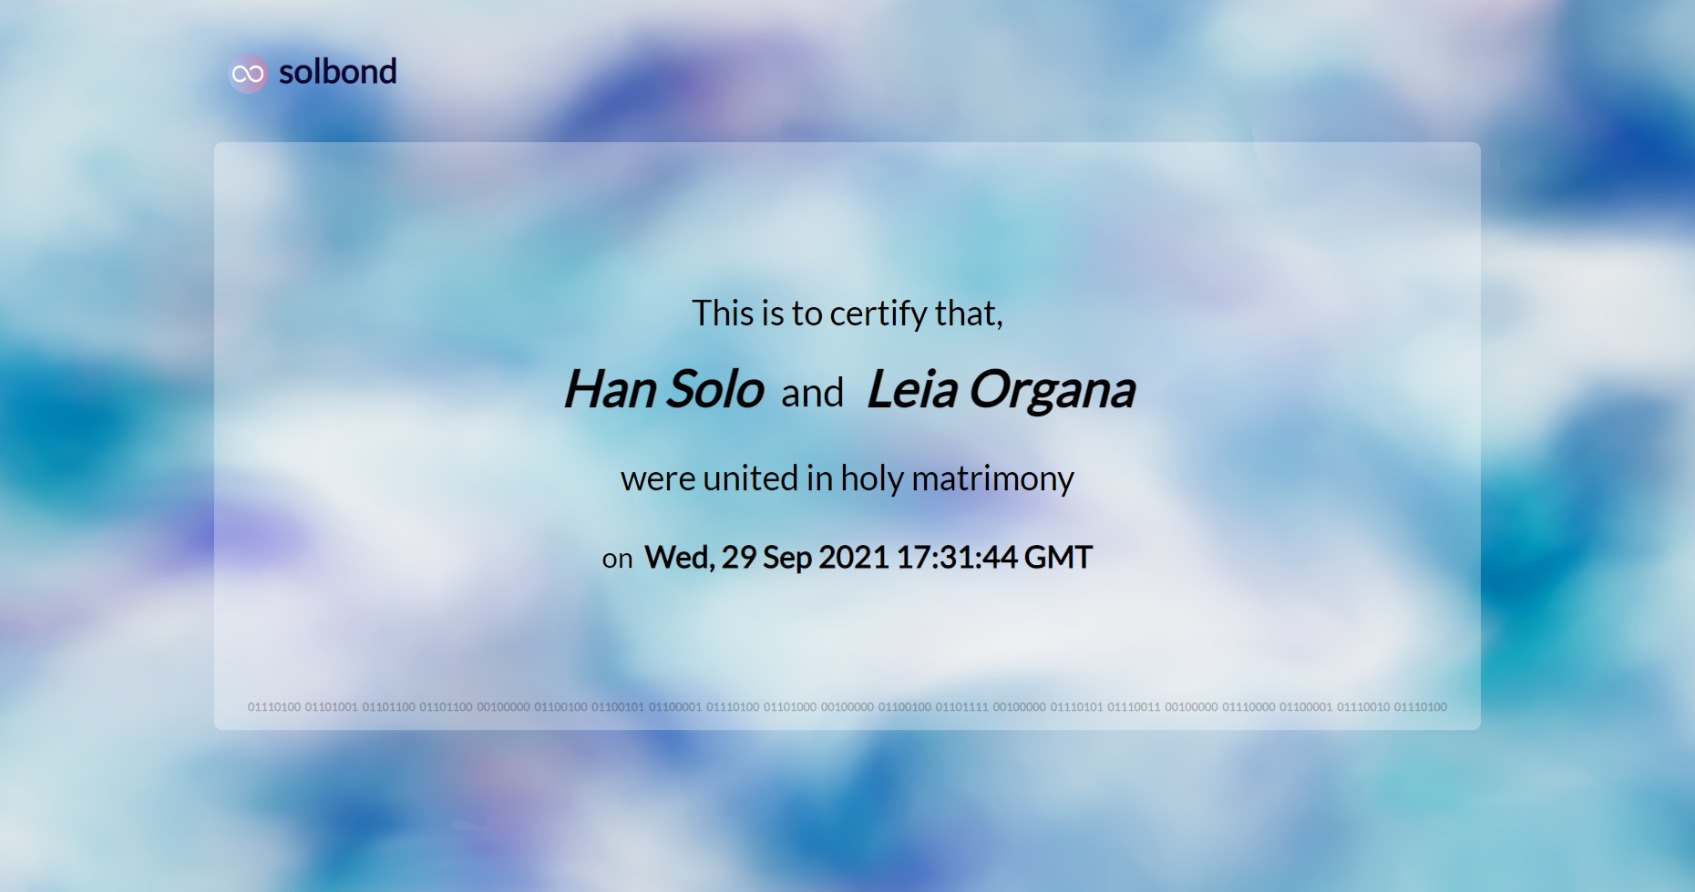 solbond
This is to certify that,
Han Solo and Leia Organa
were united in holy matrimony
on Wed, 29 Sep 2021 17:31:44 GMT
01110100 01101001 01101100 01101100 00100000 01100100 01100101 01100001 01110100 01101000 00100000 01100100 01101111 00100000 01110101 01110011 00100000 01110000 01100001 01110010 01110100